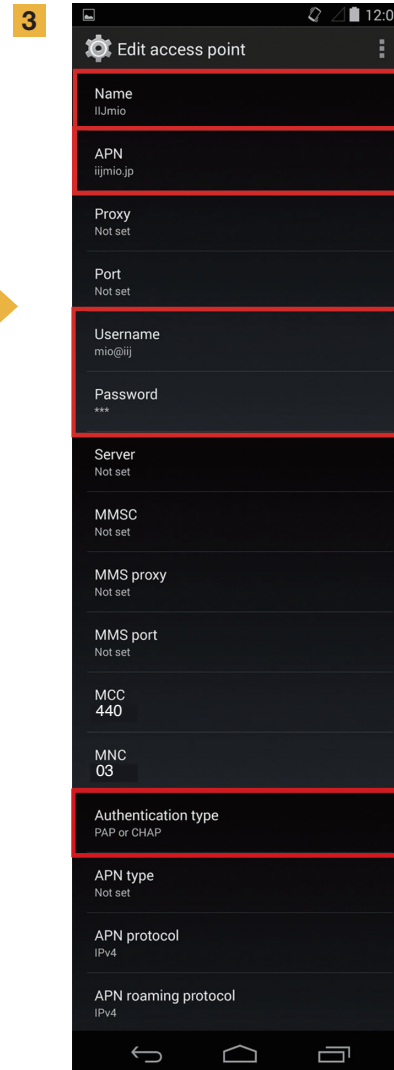 3
12:0
Edit access point
Name
IIJmio
APN
iijmio.jp
Proxy
Not set
Port
Not set
Username
mio@iij
Password
***
Server
Not set
MMSC
Not set
MMS proxy
Not set
MMS port
Not set
MCC
440
MNC
03
Authentication type
PAP or CHAP
APN type
Not set
APN protocol
IPv4
APN roaming protocol
IPv4